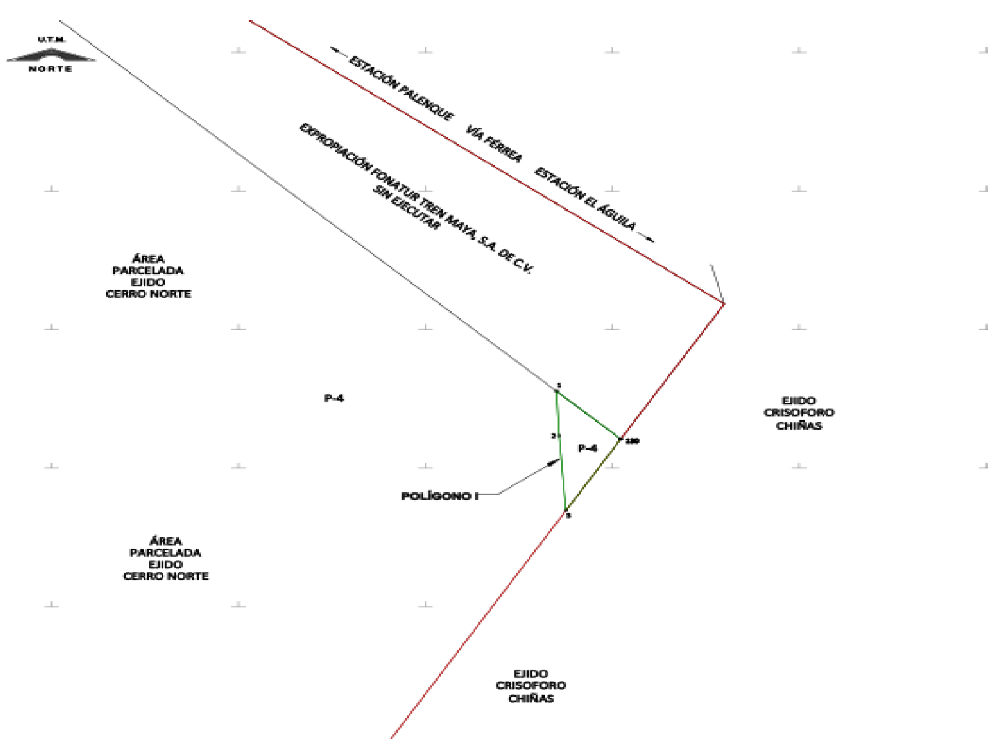 U.T.M.
NORTE
ESTACIÓN PALENQUE
VÍA FÉRREA
ESTACIÓN EL ÁGUILA
EXPROPIACIÓN FONATUR TREN MAYA, S.A. DE C.V.
SIN EJECUTAR
ÁREA
PARCELADA
EJIDO
CERRO NORTE
1
P-4
EJIDO
CRISOFORO
CHIÑAS
2
P-4
POLÍGONO I
ÁREA
PARCELADA
EJIDO
CERRO NORTE
EJIDO
CRISOFORO
CHIÑAS